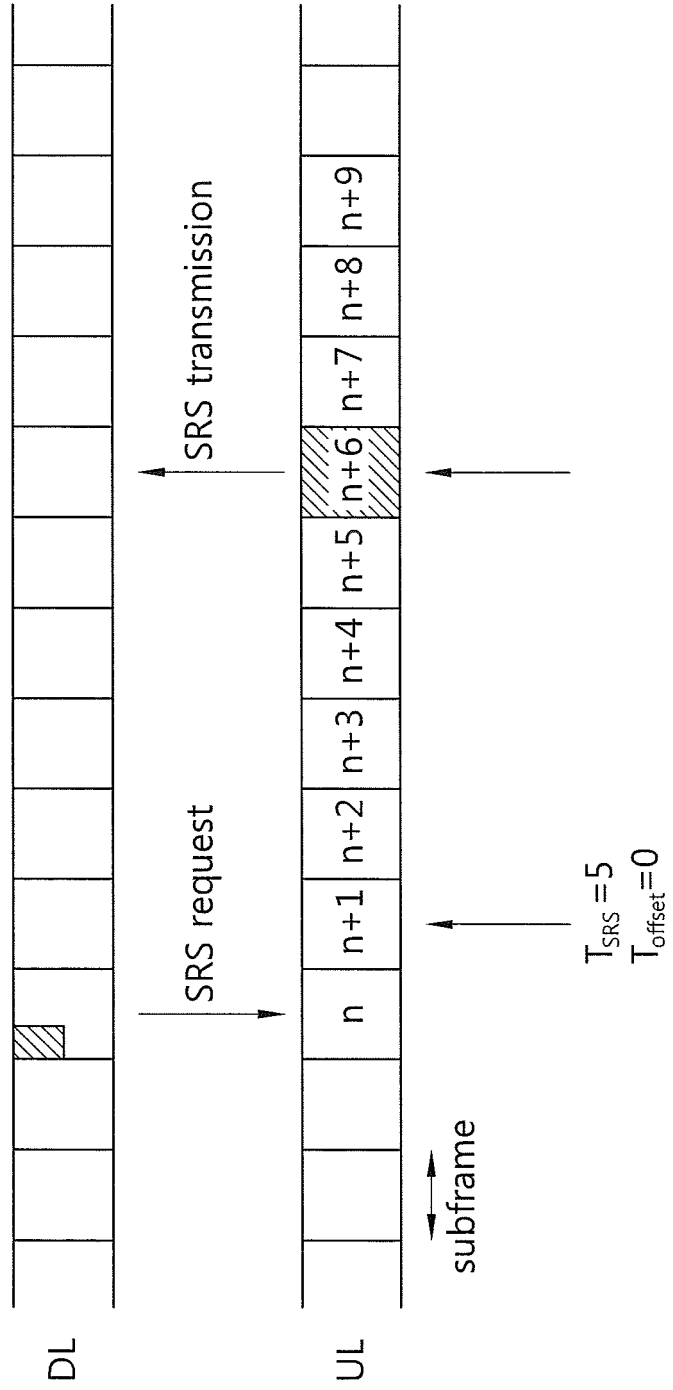 DL
SRS request
SRS transmission
UL
n
n+1
n+2
n+3
n+4
n+5
n+6
n+7
n+8
n+9
subframe
T_SRS=5
T_offset=0